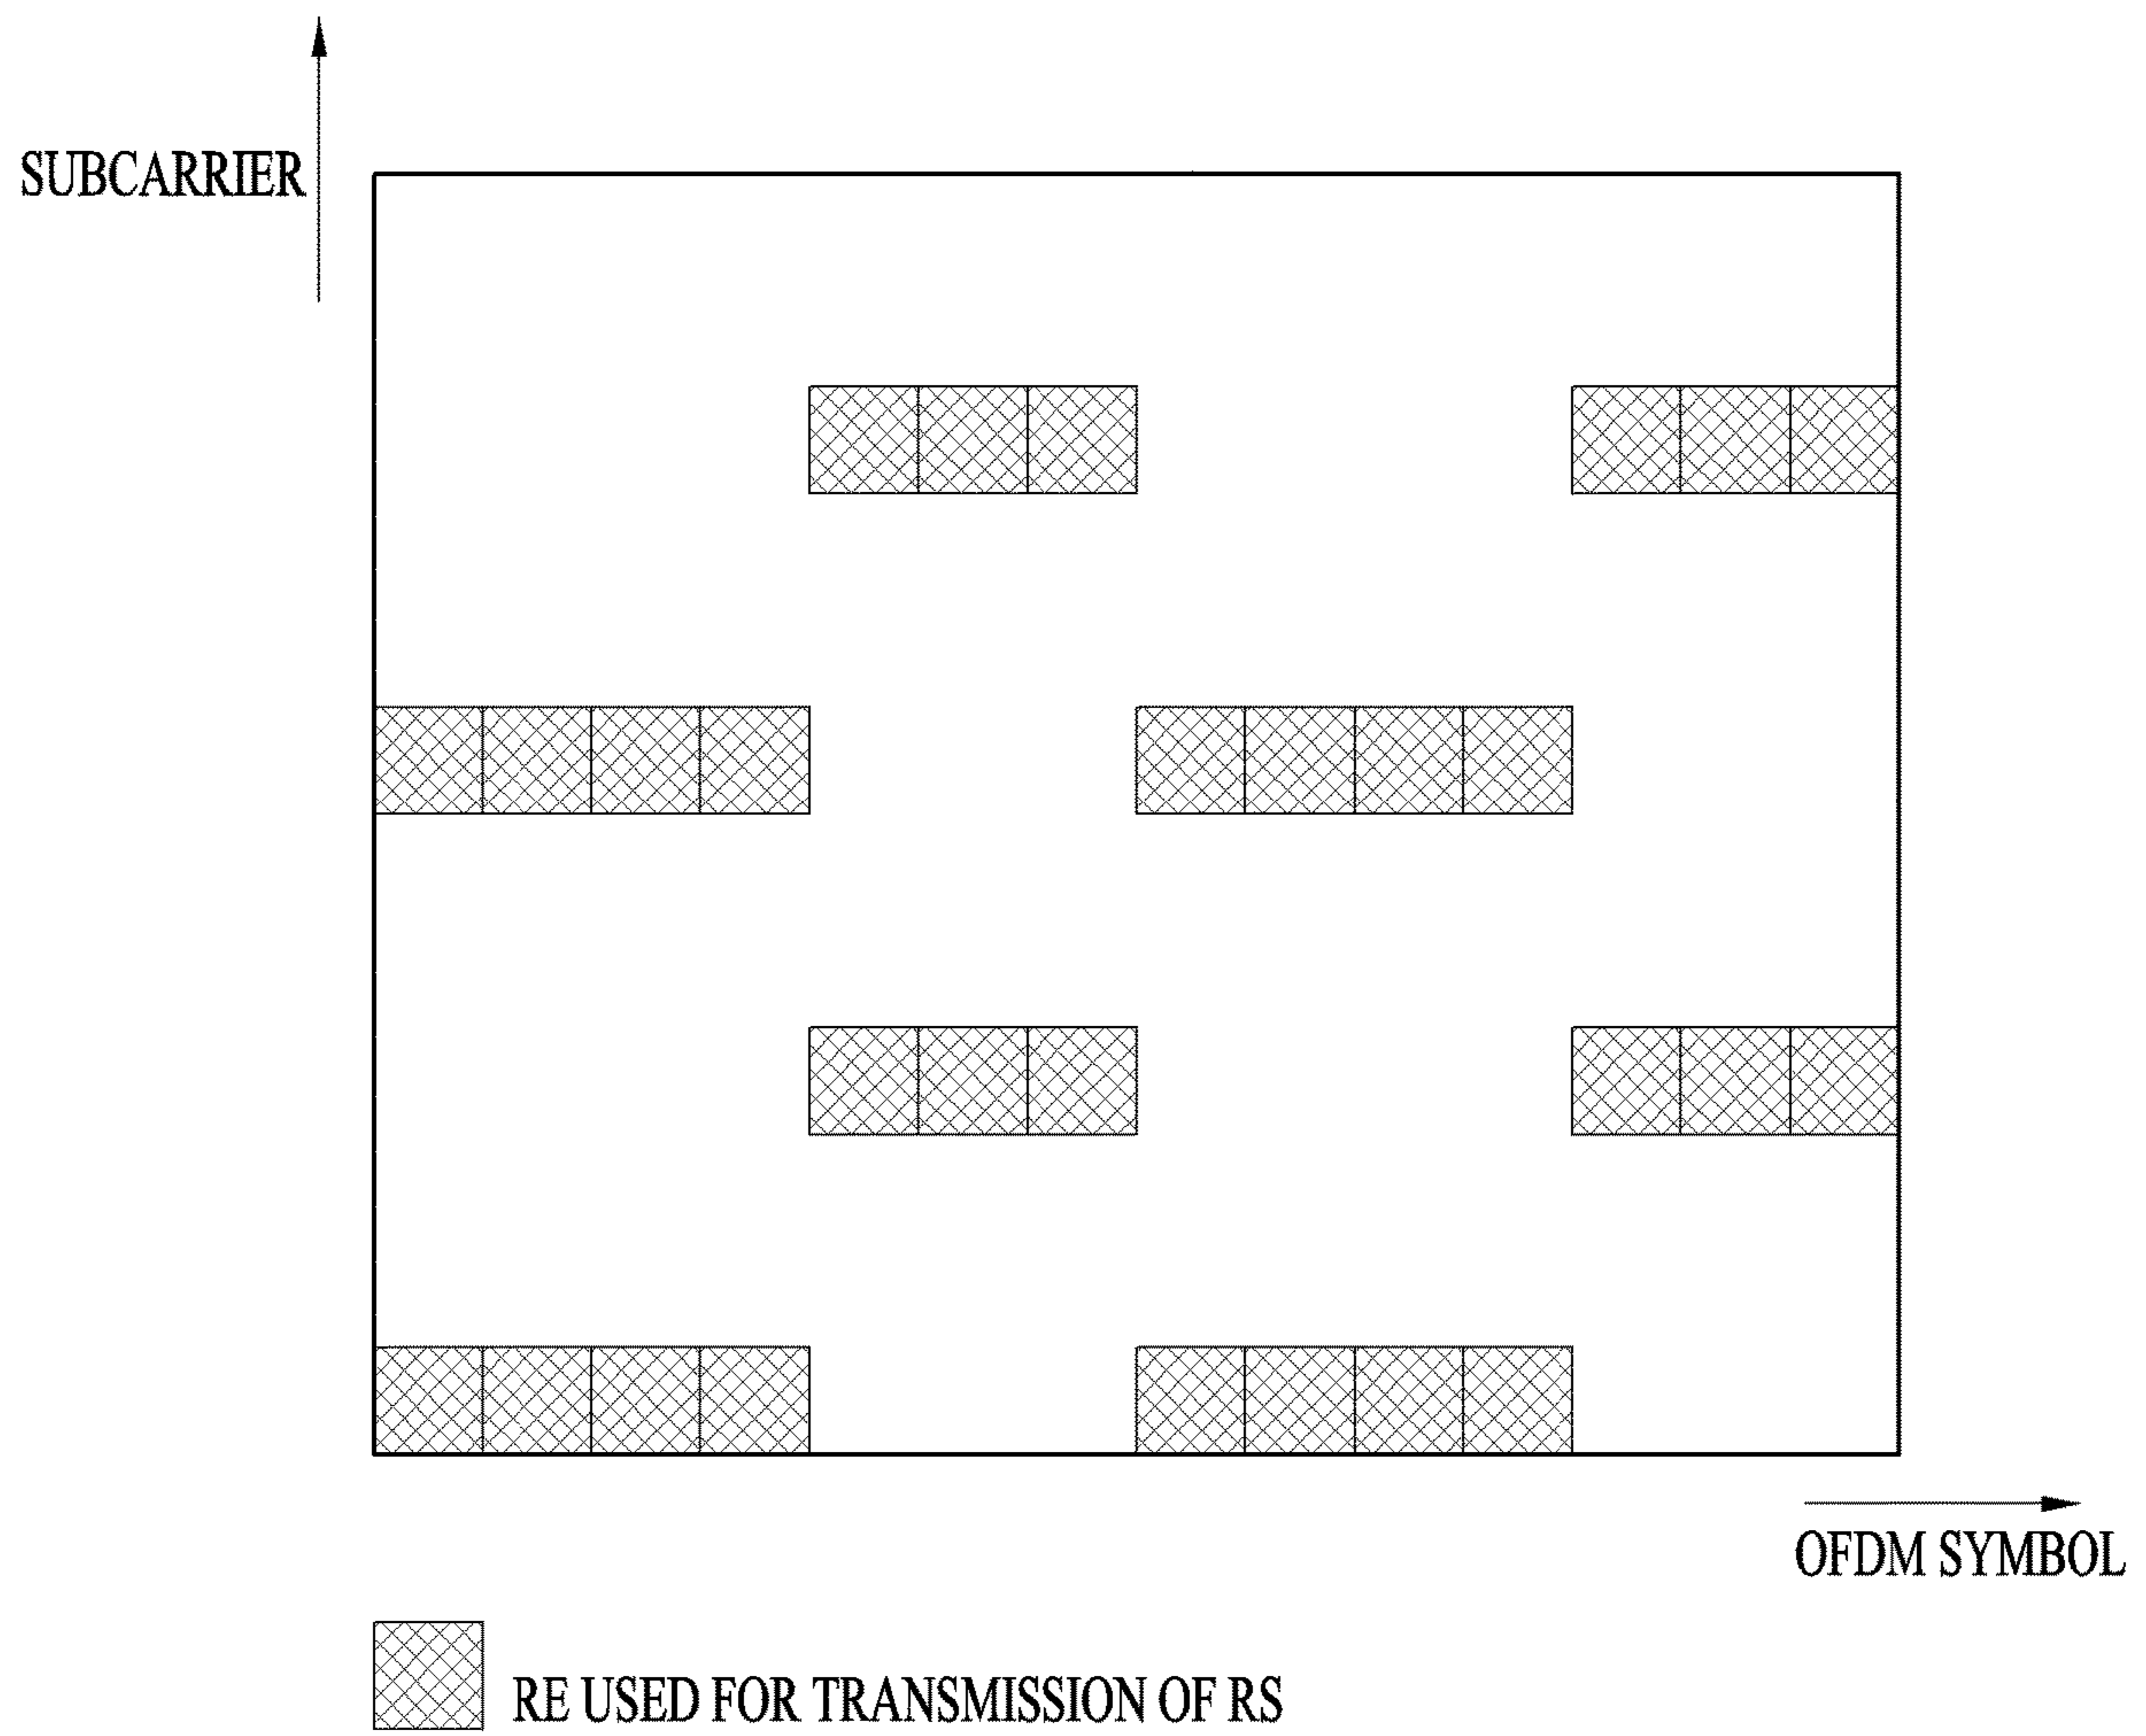 SUBCARRIER
OFDM SYMBOL
RE USED FOR TRANSMISSION OF RS